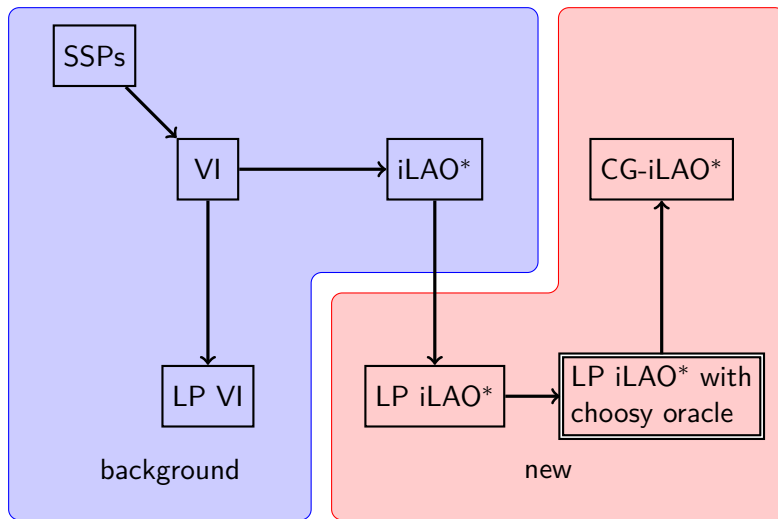 SSPs
VI
iLAO*
CG-iLAO*
LP VI
LP iLAO*
LP iLAO* with
choosy oracle
background
new